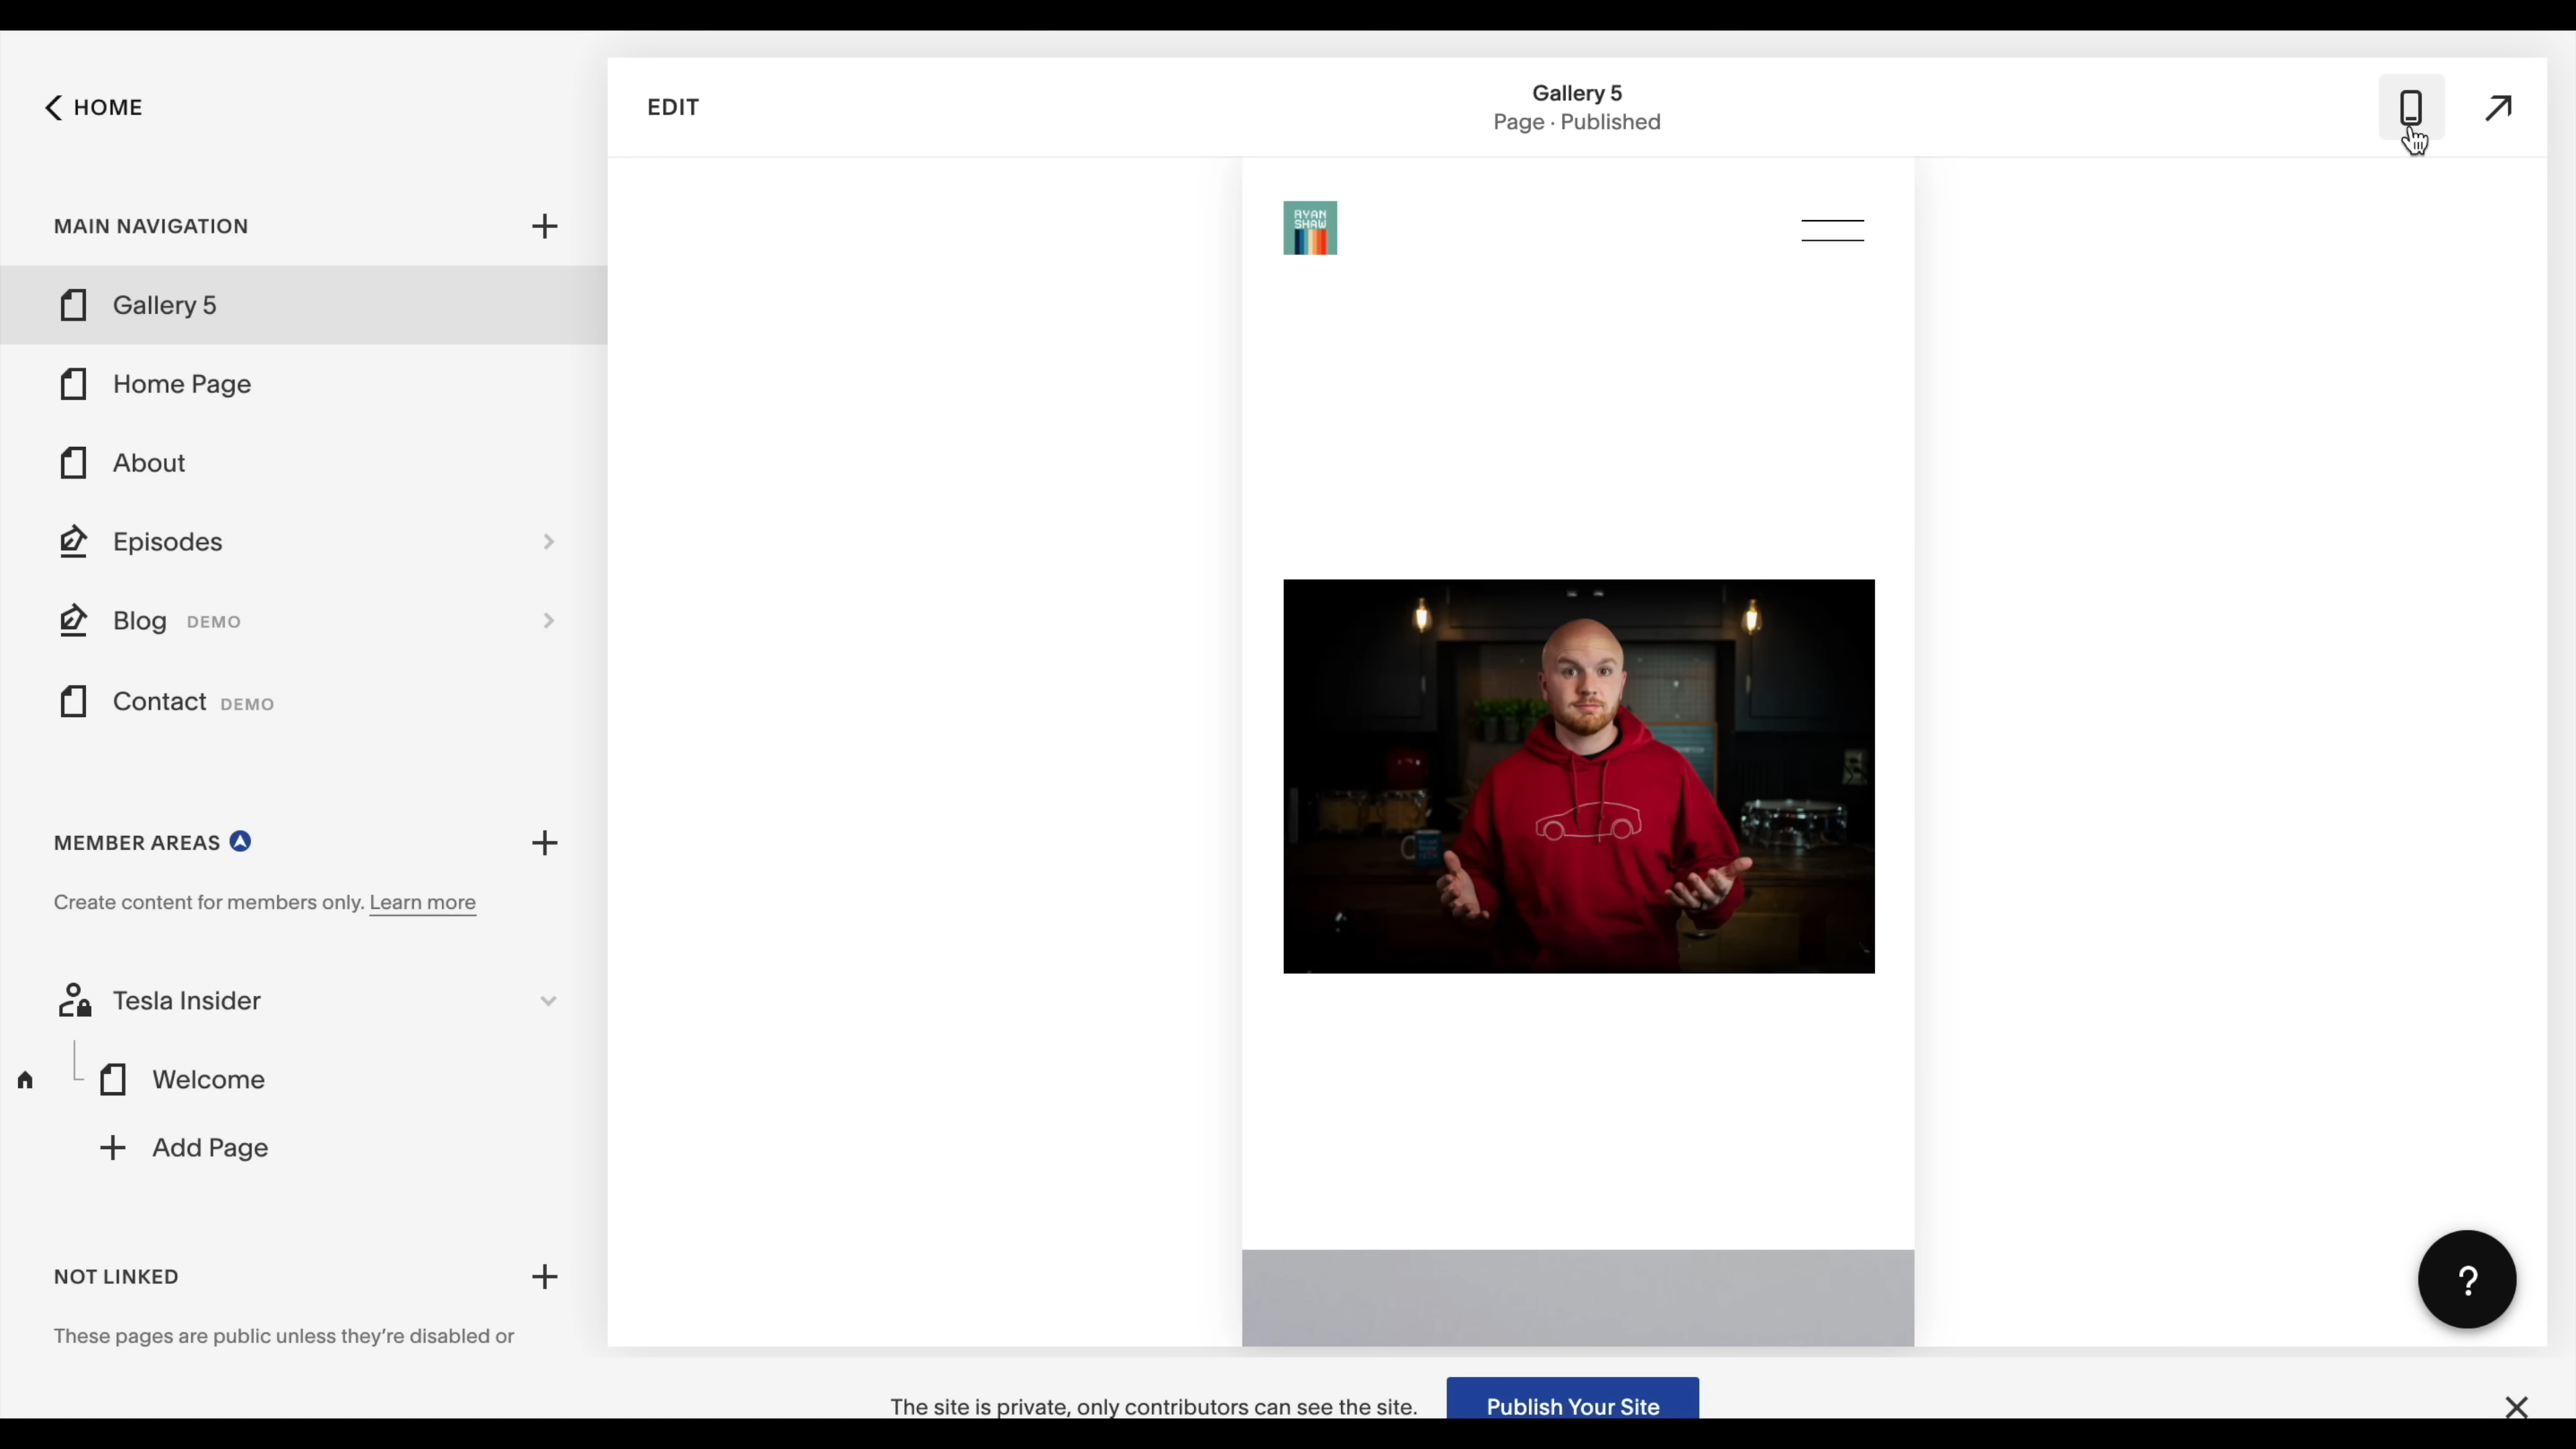 HOME
EDIT
Gallery 5
Page · Published
MAIN NAVIGATION
Gallery 5
Home Page
About
Episodes
Blog DEMO
Contact DEMO
MEMBER AREAS
Create content for members only. Learn more
Tesla Insider
Welcome
Add Page
NOT LINKED
These pages are public unless they're disabled or
RYAN
SHAW
?
The site is private, only contributors can see the site.
Publish Your Site